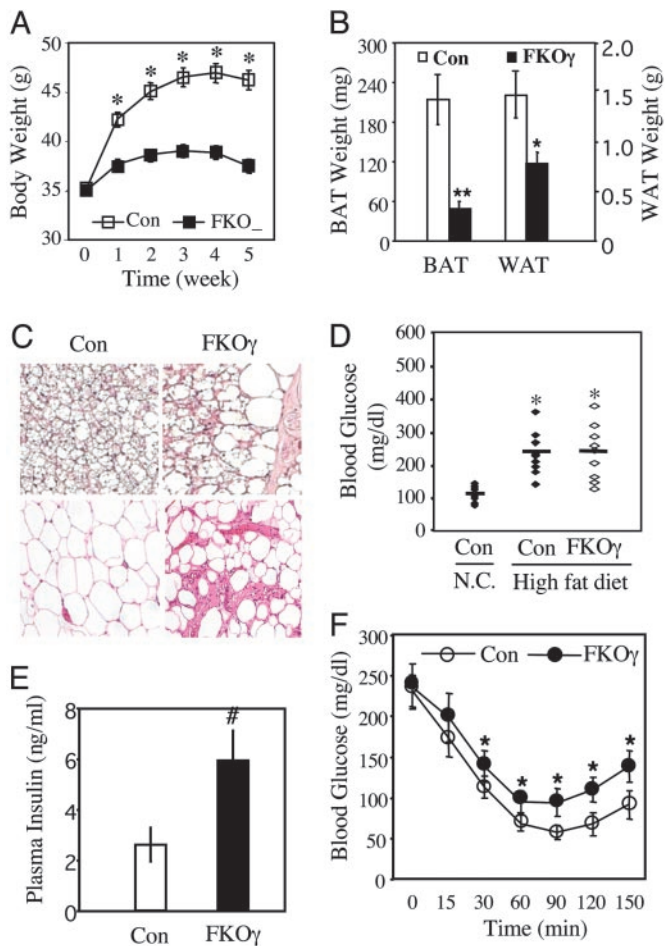 A
Body Weight (g)
50
45
40
35
30
* * * * *
Con FKO_
0 1 2 3 4 5
Time (week)
B
BAT Weight (mg)
300
240
180
120
60
0
Con FKOγ
** *
2.0
1.5
1.0
0.5
0.0
WAT Weight (g)
BAT WAT
C
Con FKOγ
D
Blood Glucose
(mg/dl)
600
500
400
300
200
100
0
* *
Con Con FKOγ
N.C. High fat diet
E
Plasma Insulin (ng/ml)
8
6
4
2
0
#
Con FKOγ
F
Blood Glucose (mg/dl)
300
250
200
150
100
50
0
Con FKOγ
* * * * *
0 15 30 60 90 120 150
Time (min)